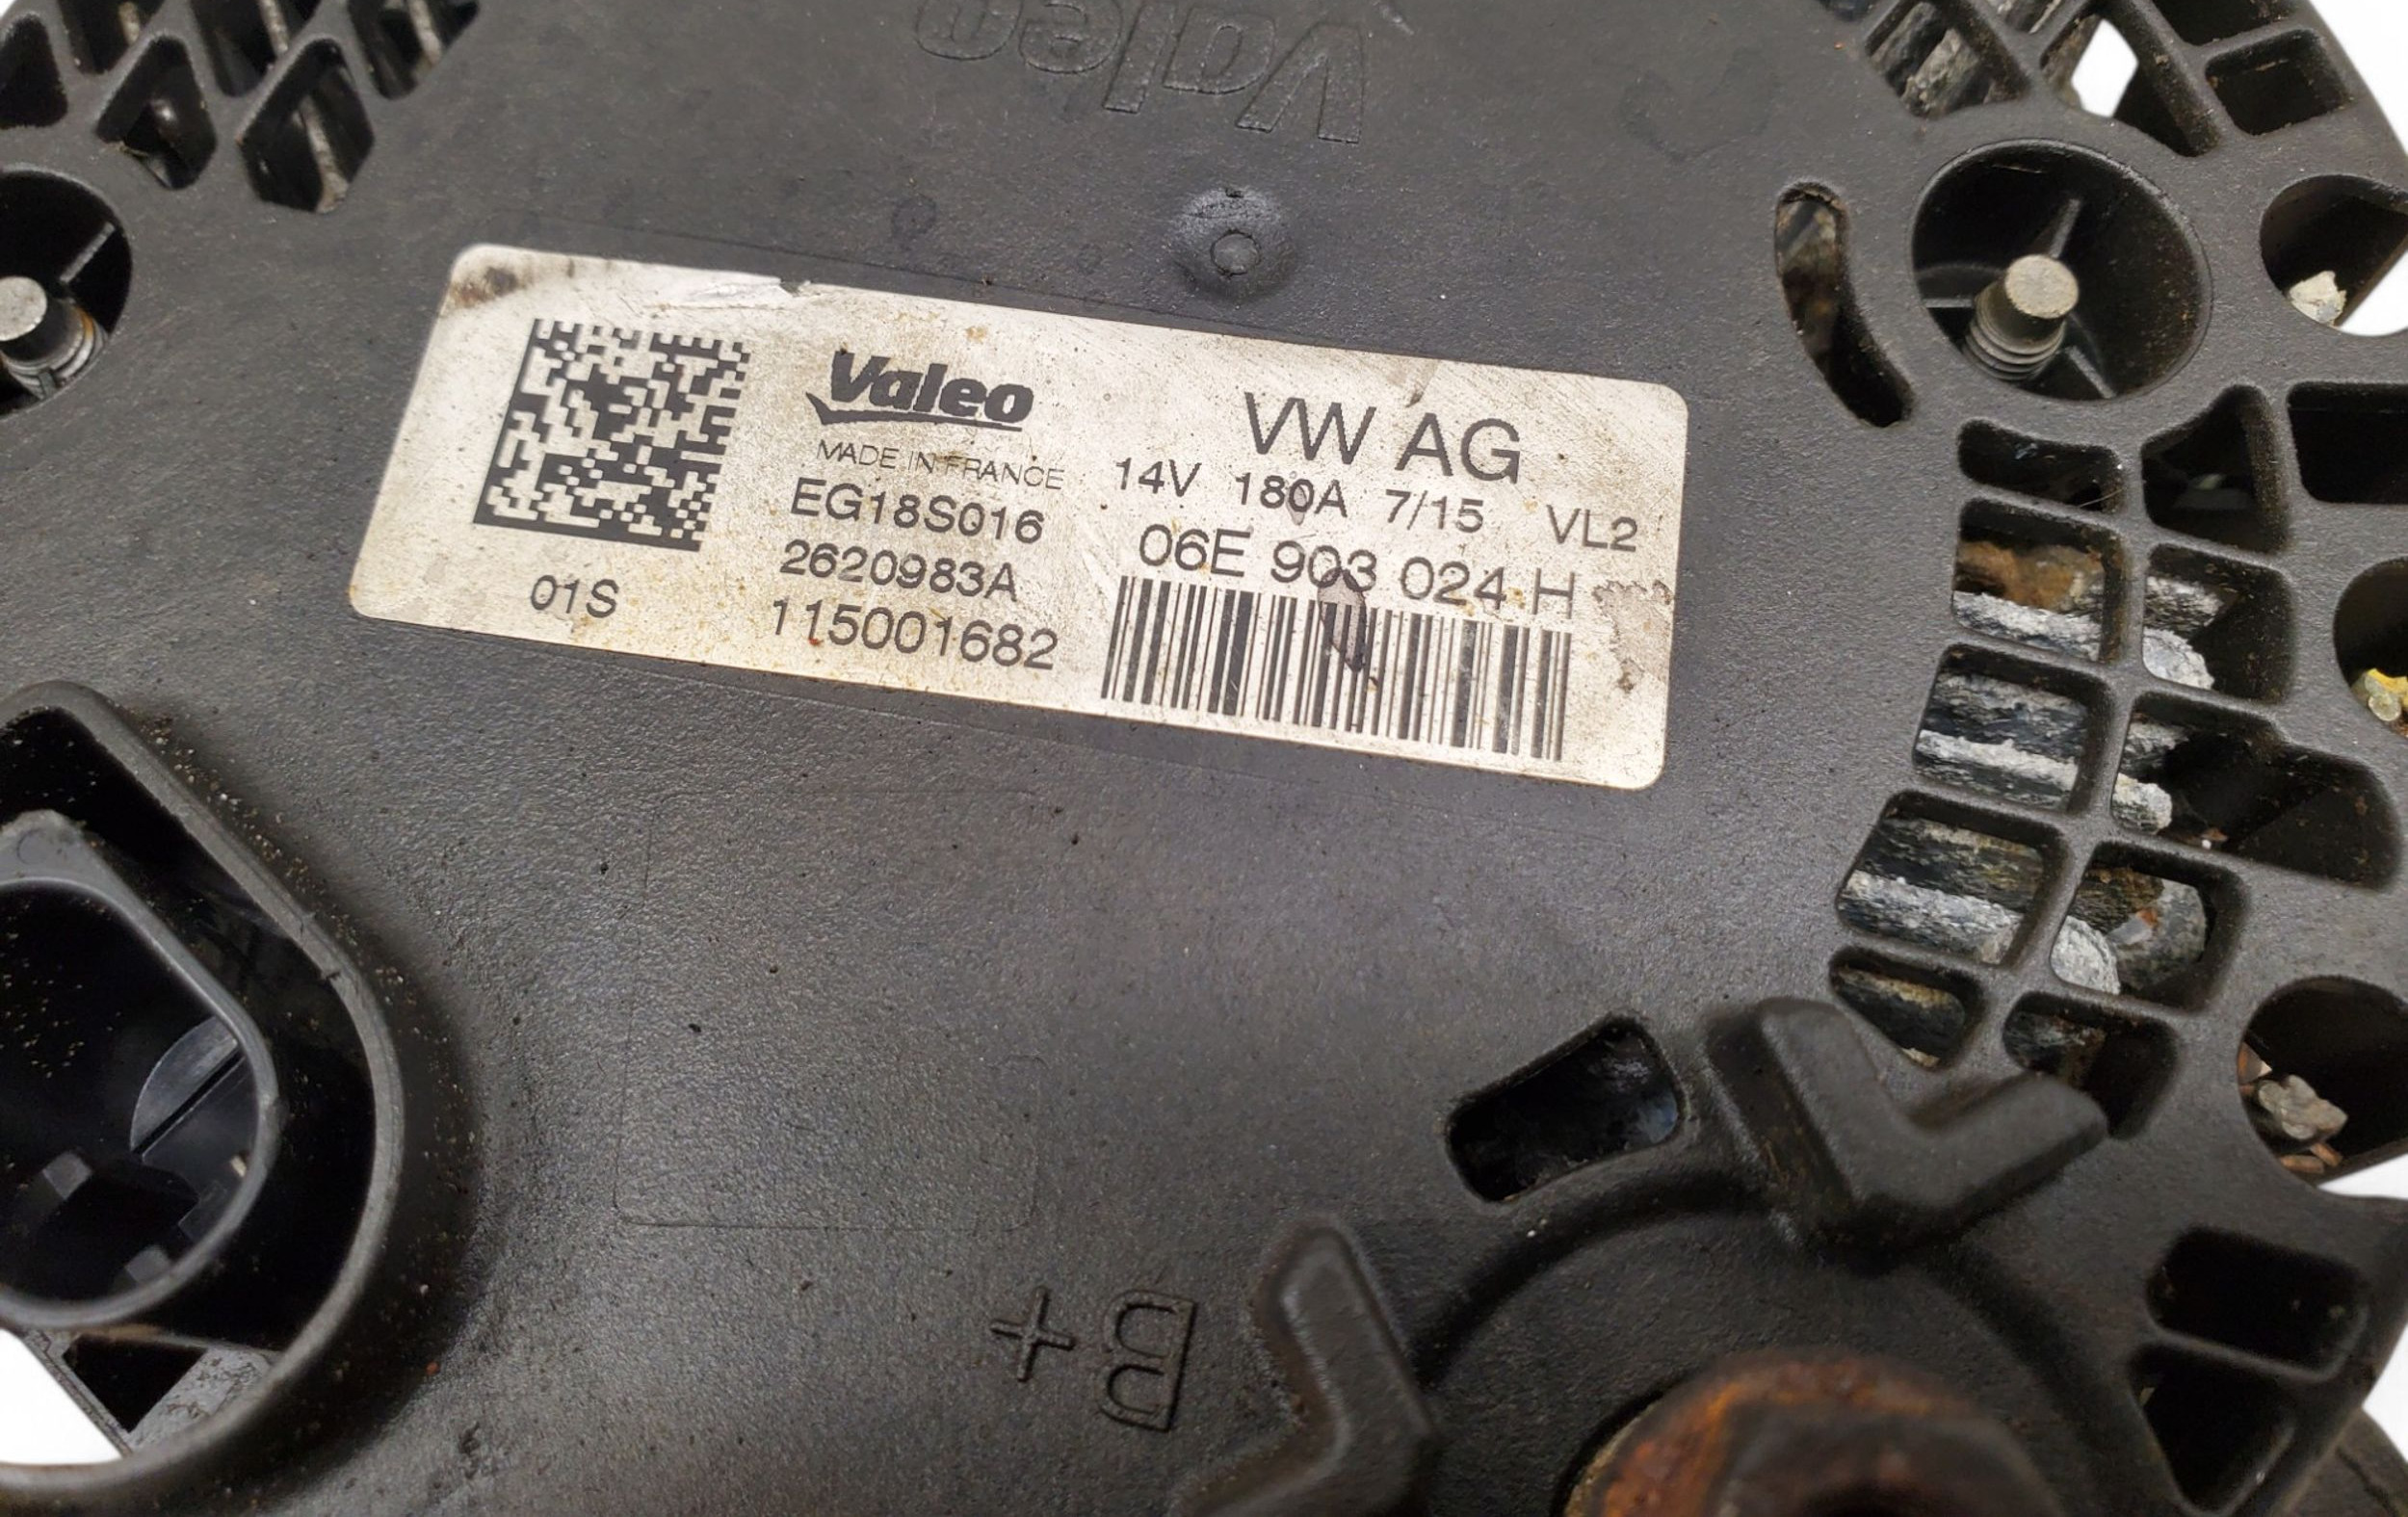 Valeo
Valeo
MADE IN FRANCE
EG18S016
2620983A
115001682
01S
VW AG
14V 180A 7/15 VL2
06E 903 024 H
B+